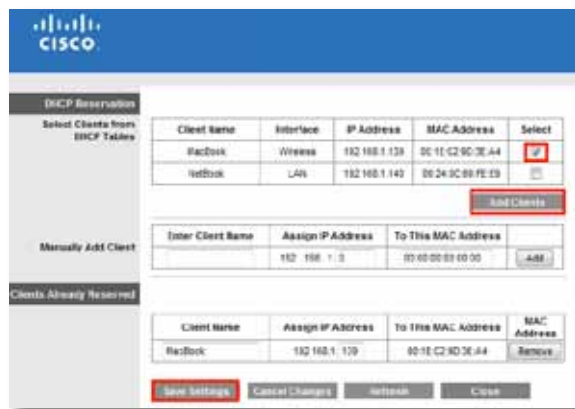 CISCO
DHCP Reservation
Select Clients from DHCP Tables
Client Name Interface IP Address MAC Address Select
MacBook Wireless 192.168.1.139
NetBook LAN 192.168.1.140
Add Clients
Manually Add Client
Enter Client Name Assign IP Address To This MAC Address
192 . 168 . 1 . 0 00:00:00:00:00:00 Add
Clients Already Reserved
Client Name Assign IP Address To This MAC Address MAC Address
MacBook 192.168.1. 139 Remove
Save Settings Cancel Changes Refresh Close